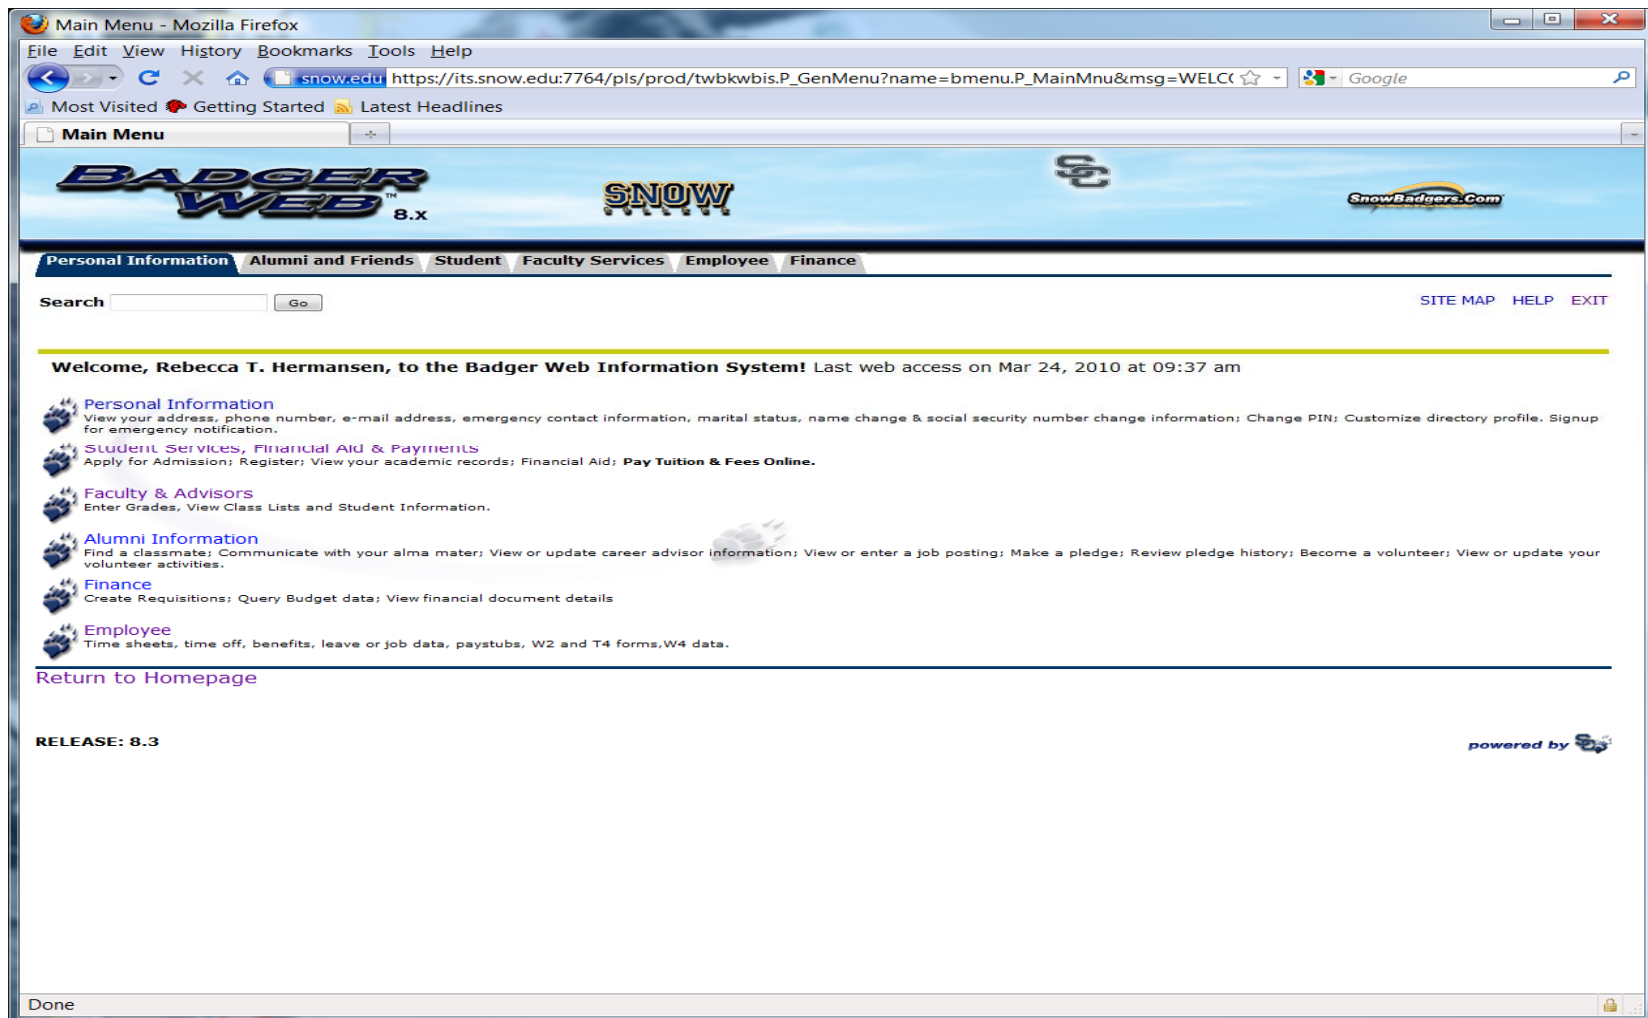 Main Menu - Mozilla Firefox
File Edit View History Bookmarks Tools Help
snow.edu https://its.snow.edu:7764/pls/prod/twbkwbis.P_GenMenu?name=bmenu.P_MainMnu&msg=WELC( Google
Most Visited Getting Started Latest Headlines
Main Menu
BADGER WEB™ 8.x
SNOW COLLEGE
SC
SnowBadgers.Com
Personal Information Alumni and Friends Student Faculty Services Employee Finance
Search Go SITE MAP HELP EXIT
Welcome, Rebecca T. Hermansen, to the Badger Web Information System! Last web access on Mar 24, 2010 at 09:37 am
Personal Information
View your address, phone number, e-mail address, emergency contact information, marital status, name change & social security number change information; Change PIN; Customize directory profile. Signup
for emergency notification.
Student Services, Financial Aid & Payments
Apply for Admission; Register; View your academic records; Financial Aid; Pay Tuition & Fees Online.
Faculty & Advisors
Enter Grades, View Class Lists and Student Information.
Alumni Information
Find a classmate; Communicate with your alma mater; View or update career advisor information; View or enter a job posting; Make a pledge; Review pledge history; Become a volunteer; View or update your
volunteer activities.
Finance
Create Requisitions; Query Budget data; View financial document details
Employee
Time sheets, time off, benefits, leave or job data, paystubs, W2 and T4 forms,W4 data.
Return to Homepage
RELEASE: 8.3
powered by SC
Done